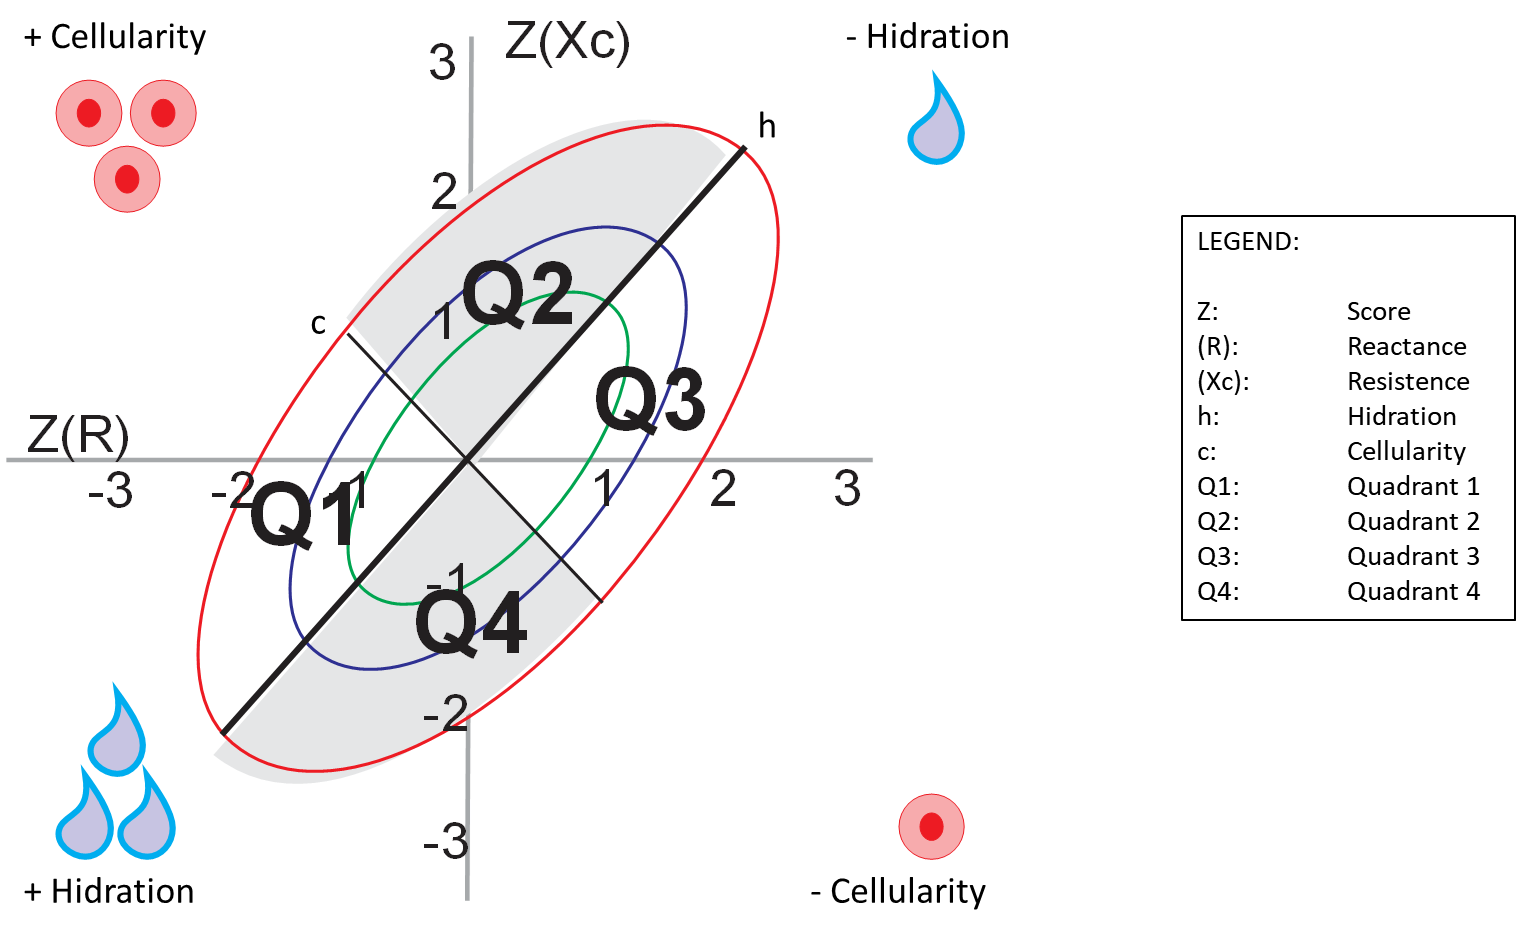 + Cellularity
Z(Xc)
- Hidration
3
h
2
c
1
Q2
Q3
Z(R)
-3
-2
-1
1
2
3
Q1
-1
Q4
-2
-3
+ Hidration
- Cellularity
LEGEND:
Z: Score
(R): Reactance
(Xc): Resistence
h: Hidration
c: Cellularity
Q1: Quadrant 1
Q2: Quadrant 2
Q3: Quadrant 3
Q4: Quadrant 4